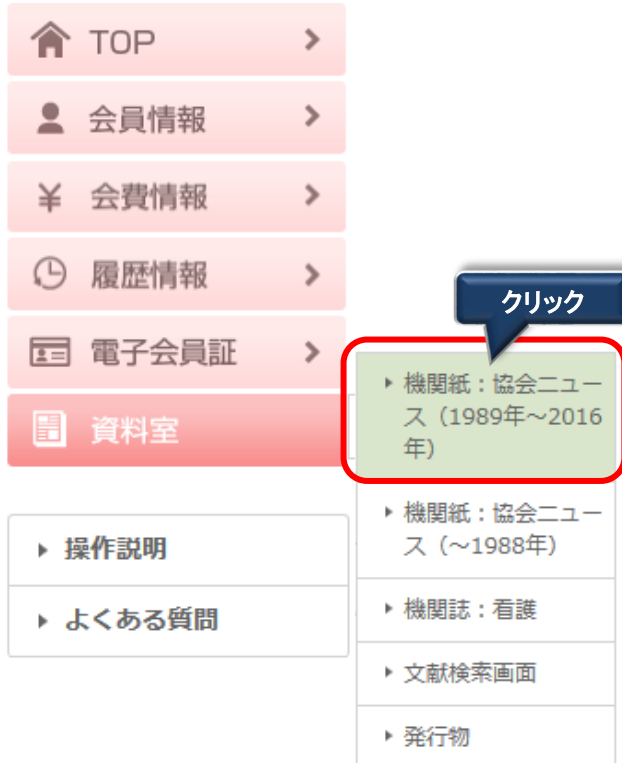 TOP
会員情報
会費情報
履歴情報
電子会員証
資料室
操作説明
よくある質問
クリック
機関紙：協会ニュー
ス（1989年～2016
年）
機関紙：協会ニュー
ス（～1988年）
機関誌：看護
文献検索画面
発行物